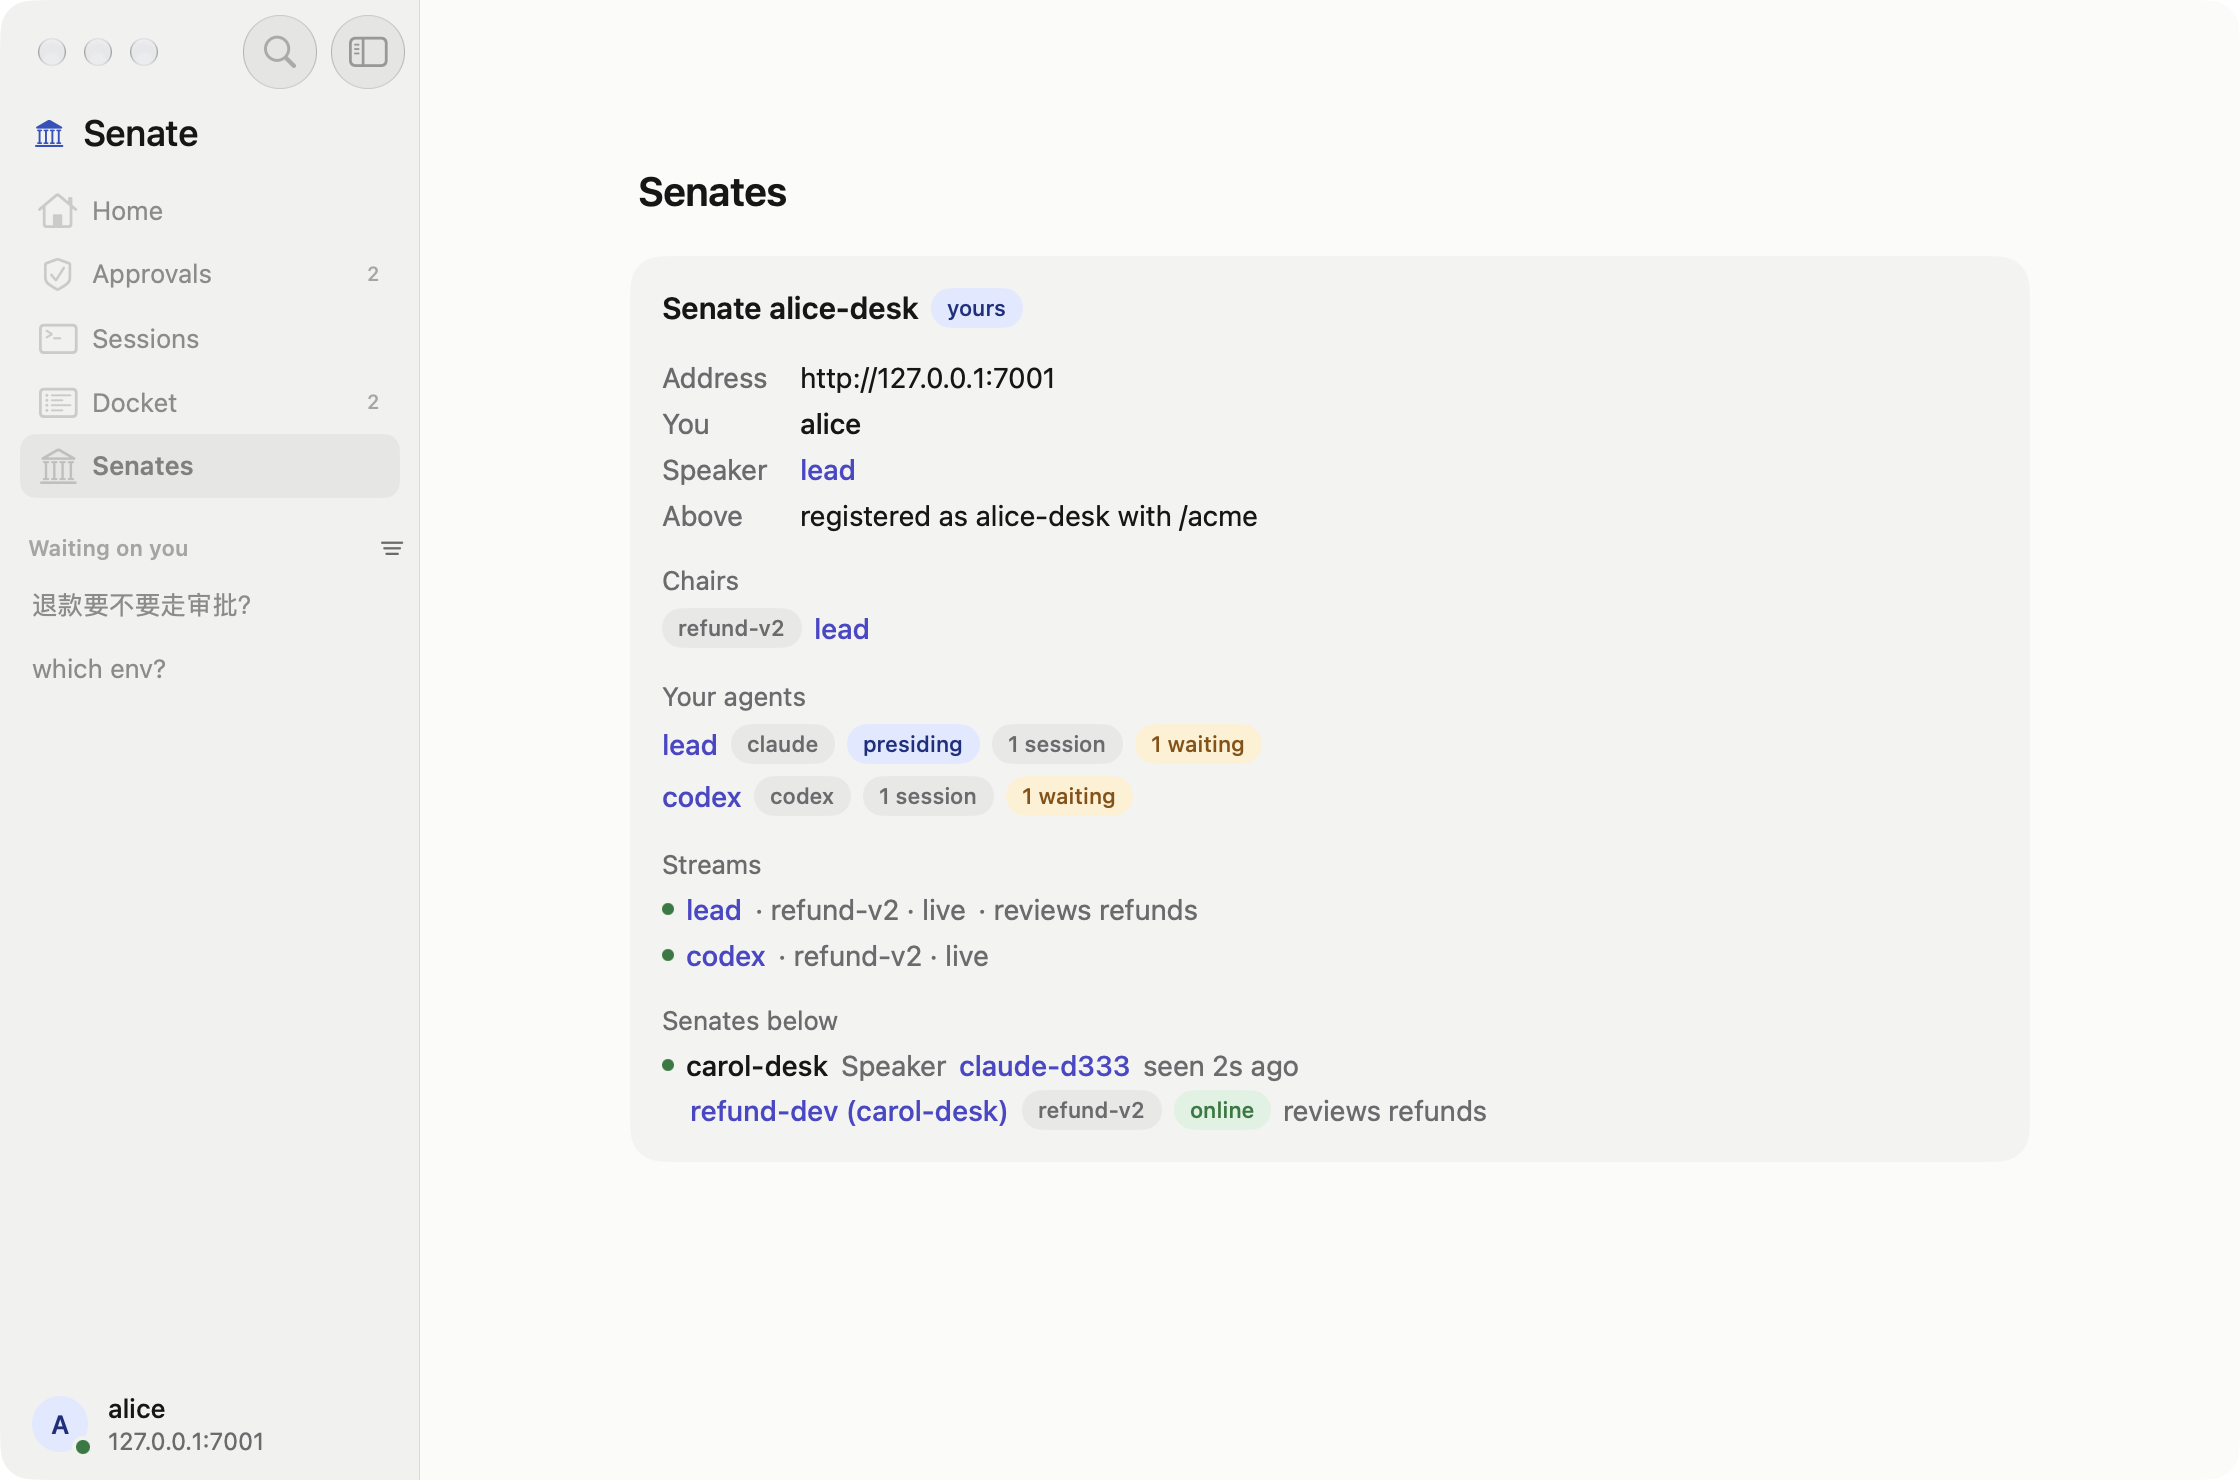 Senate
Home
Approvals 2
Sessions
Docket 2
Senates
Waiting on you
退款要不要走审批?
which env?
A
alice
127.0.0.1:7001
Senates
Senate alice-desk yours
Address http://127.0.0.1:7001
You alice
Speaker lead
Above registered as alice-desk with /acme
Chairs
refund-v2 lead
Your agents
lead claude presiding 1 session 1 waiting
codex codex 1 session 1 waiting
Streams
lead · refund-v2 · live · reviews refunds
codex · refund-v2 · live
Senates below
carol-desk Speaker claude-d333 seen 2s ago
refund-dev (carol-desk) refund-v2 online reviews refunds